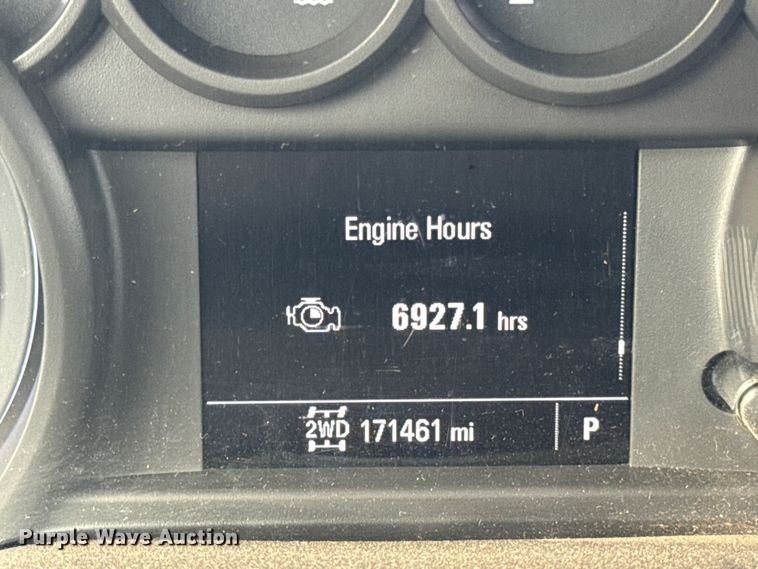 Engine Hours
6927.1 hrs
2WD 171461 mi P
Purple Wave Auction